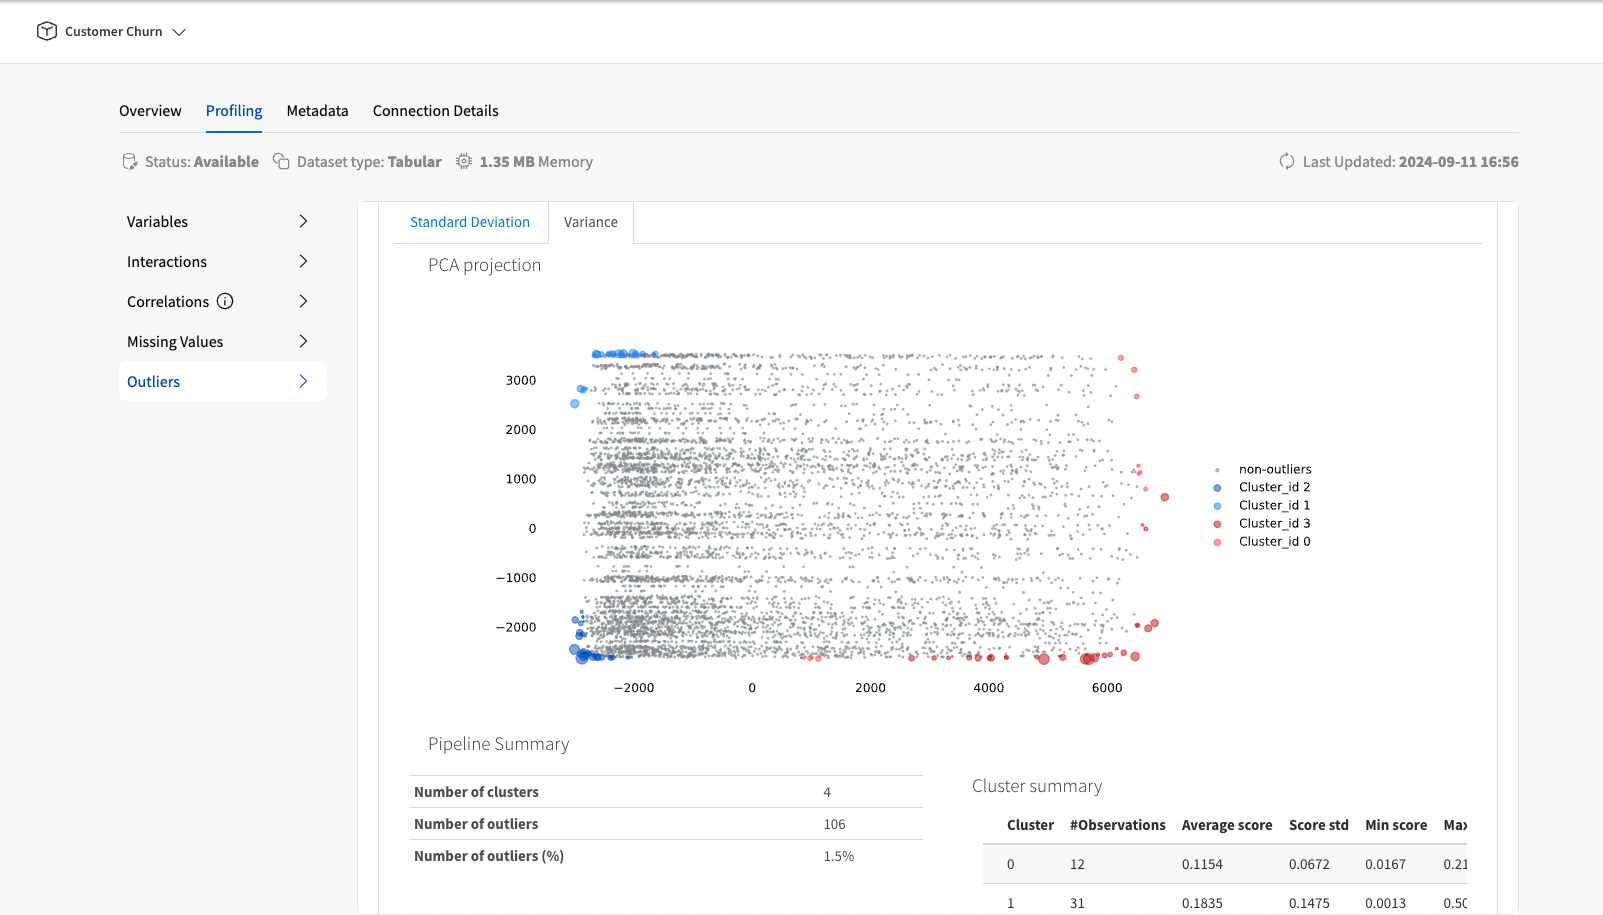 Customer Churn
Overview Profiling Metadata Connection Details
Status: Available Dataset type: Tabular 1.35 MB Memory Last Updated: 2024-09-11 16:56
Variables
Interactions
Correlations
Missing Values
Outliers
Standard Deviation Variance
PCA projection
3000
2000
1000
0
−1000
−2000
−2000 0 2000 4000 6000
non-outliers
Cluster_id 2
Cluster_id 1
Cluster_id 3
Cluster_id 0
Pipeline Summary
Number of clusters 4
Number of outliers 106
Number of outliers (%) 1.5%
Cluster summary
Cluster #Observations Average score Score std Min score Max
0 12 0.1154 0.0672 0.0167 0.21
1 31 0.1835 0.1475 0.0013 0.50